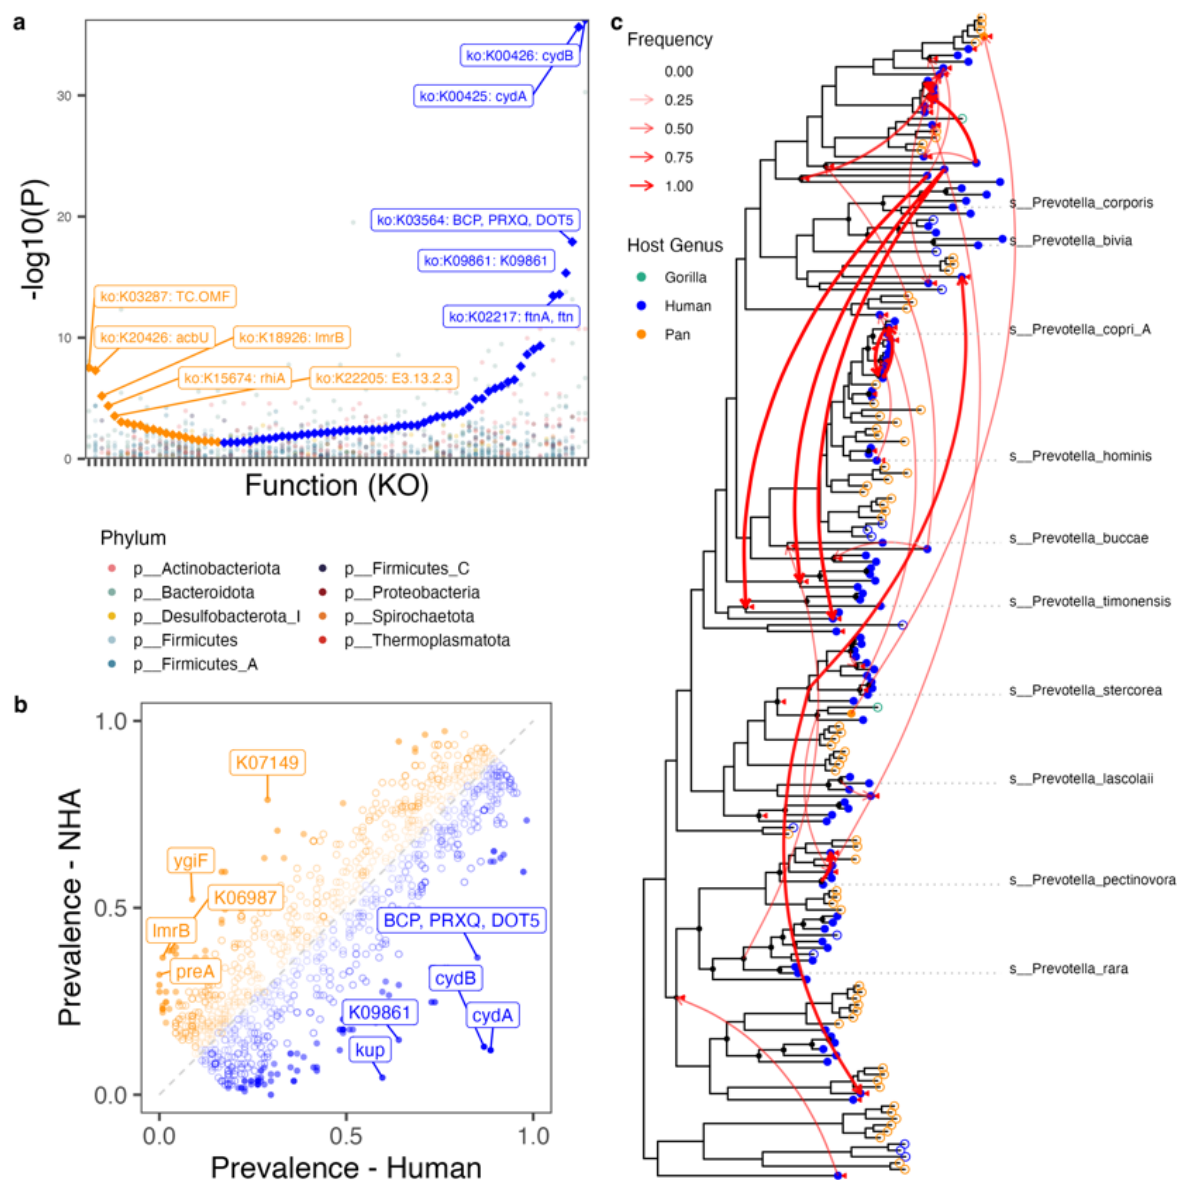 a
ko:K00426: cydB
ko:K00425: cydA
ko:K03564: BCP, PRXQ, DOT5
ko:K09861: K09861
ko:K02217: ftnA, ftn
ko:K03287: TC.OMF
ko:K20426: acbU
ko:K18926: lmrB
ko:K15674: rhiA
ko:K22205: E3.13.2.3
30
20
10
0
-log10(P)
Function (KO)
Phylum
p__Actinobacteriota
p__Bacteroidota
p__Desulfobacterota_I
p__Firmicutes
p__Firmicutes_A
p__Firmicutes_C
p__Proteobacteria
p__Spirochaetota
p__Thermoplasmatota
b
1.0
0.5
0.0
Prevalence - NHA
K07149
ygiF
K06987
lmrB
preA
BCP, PRXQ, DOT5
cydB
cydA
K09861
kup
0.0
0.5
1.0
Prevalence - Human
c
Frequency
0.00
0.25
0.50
0.75
1.00
Host Genus
Gorilla
Human
Pan
s__Prevotella_corporis
s__Prevotella_bivia
s__Prevotella_copri_A
s__Prevotella_hominis
s__Prevotella_buccae
s__Prevotella_timonensis
s__Prevotella_stercorea
s__Prevotella_lascolaii
s__Prevotella_pectinovora
s__Prevotella_rara